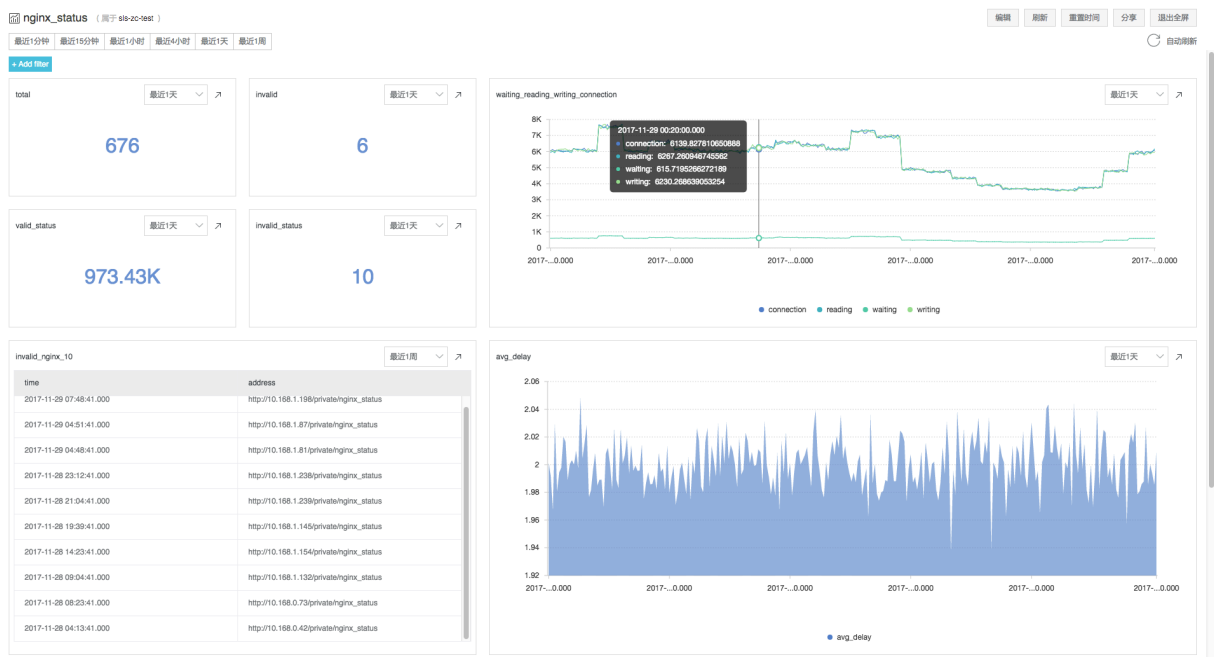 nginx_status （属于 sls-zc-test ）
编辑 刷新 重置时间 分享 退出全屏
最近1分钟 最近15分钟 最近1小时 最近4小时 最近1天 最近1周
自动刷新
+ Add filter
total 最近1天
676
invalid 最近1天
6
waiting_reading_writing_connection 最近1天
8K
7K
6K
5K
4K
3K
2K
1K
0
2017-11-29 00:20:00.000
connection: 6139.827810650888
reading: 6267.260946745562
waiting: 615.7195266272189
writing: 6230.268639053254
2017-...0.000 2017-...0.000 2017-...0.000 2017-...0.000 2017-...0.000 2017-...0.000
connection reading waiting writing
valid_status 最近1天
973.43K
invalid_status 最近1天
10
invalid_nginx_10 最近1周
time address
2017-11-29 07:48:41.000 http://10.168.1.198/private/nginx_status
2017-11-29 04:51:41.000 http://10.168.1.87/private/nginx_status
2017-11-29 04:48:41.000 http://10.168.1.81/private/nginx_status
2017-11-28 23:12:41.000 http://10.168.1.238/private/nginx_status
2017-11-28 21:04:41.000 http://10.168.1.239/private/nginx_status
2017-11-28 19:39:41.000 http://10.168.1.145/private/nginx_status
2017-11-28 14:23:41.000 http://10.168.1.154/private/nginx_status
2017-11-28 09:04:41.000 http://10.168.1.132/private/nginx_status
2017-11-28 08:23:41.000 http://10.168.0.73/private/nginx_status
2017-11-28 04:13:41.000 http://10.168.0.42/private/nginx_status
avg_delay 最近1天
2.06
2.04
2.02
2
1.98
1.96
1.94
1.92
2017-...0.000 2017-...0.000 2017-...0.000 2017-...0.000 2017-...0.000 2017-...0.000
avg_delay